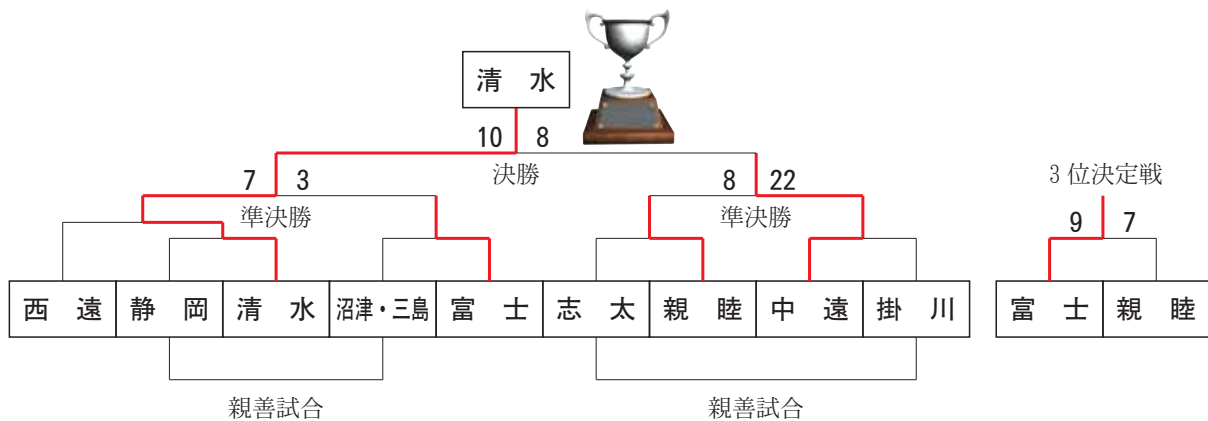 清　水
10 8
決勝
7 3
8 22
3 位決定戦
準決勝
準決勝
9 7
西　遠 静　岡 清　水 沼津・三島 富　士 志　太 親　睦 中　遠 掛　川
富　士 親　睦
親善試合
親善試合